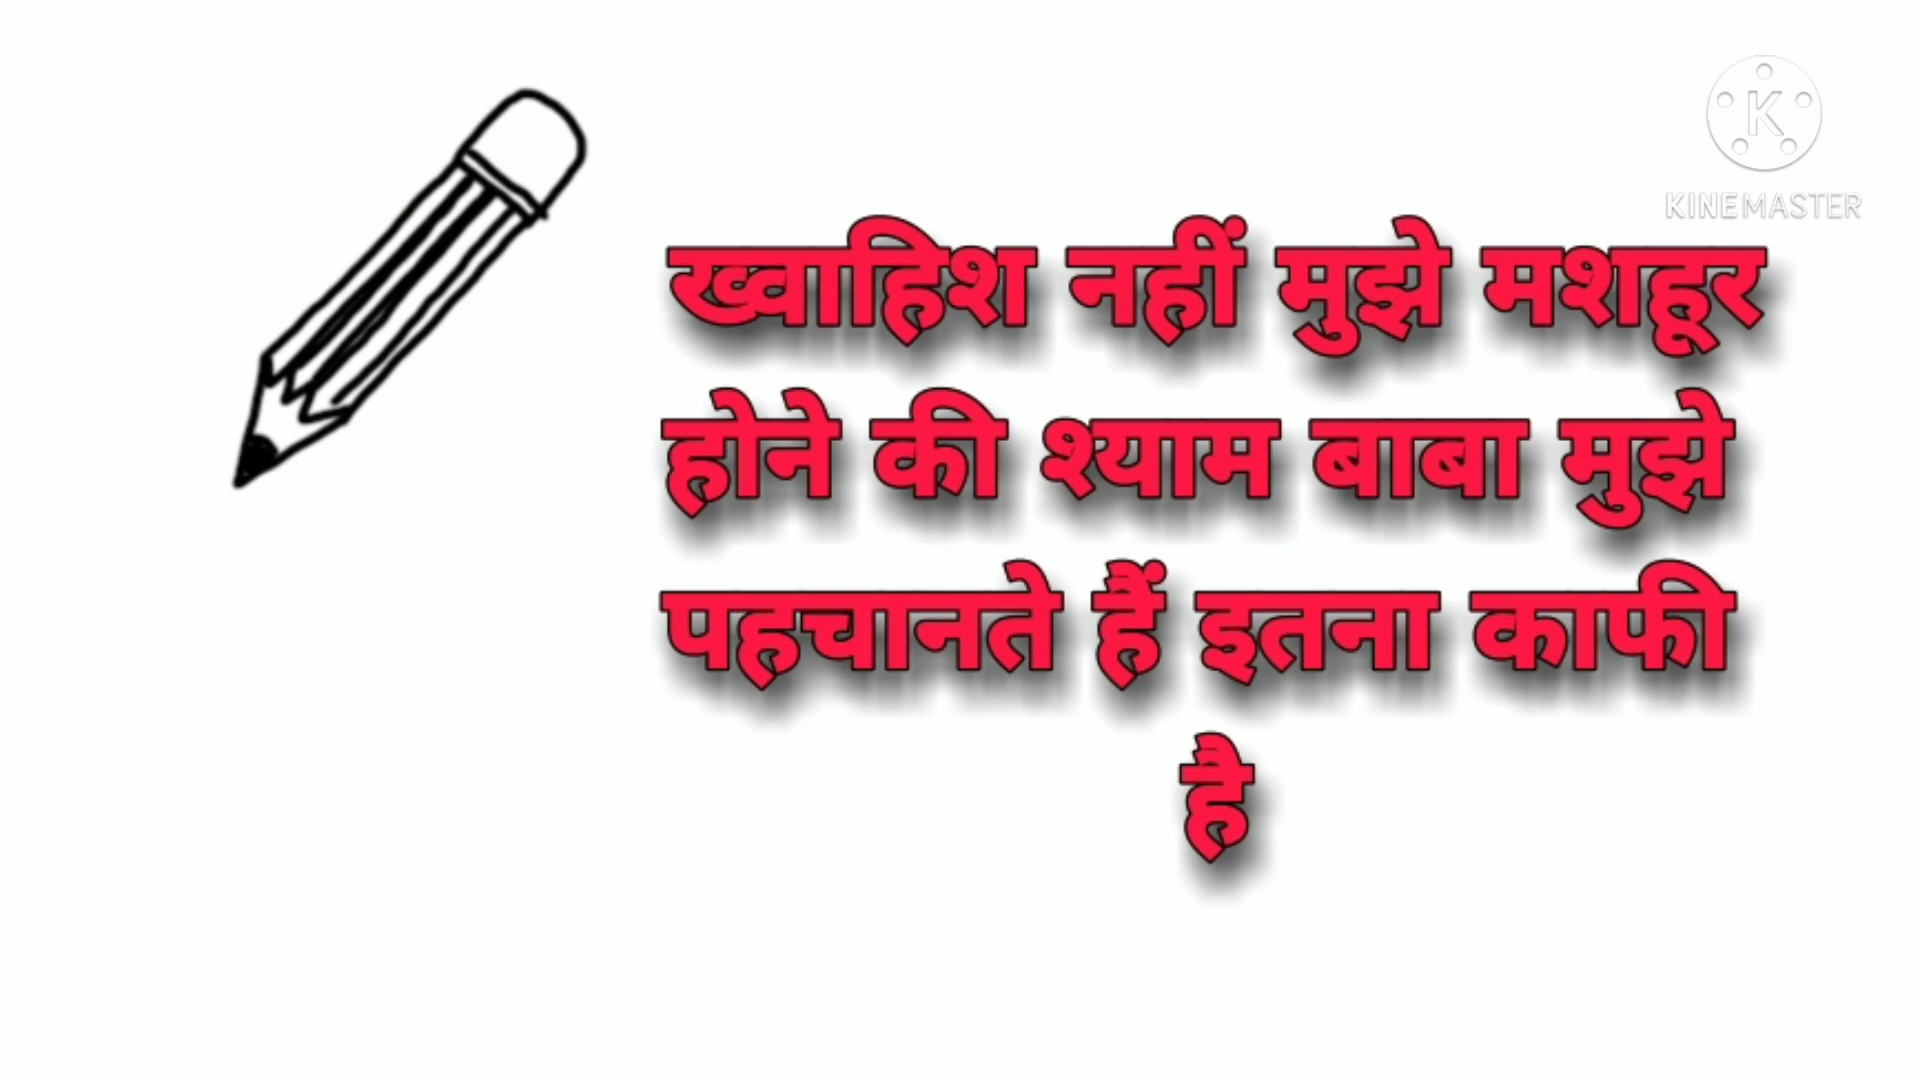 KINEMASTER
ख्वाहिश नहीं मुझे मशहूर
होने की श्याम बाबा मुझे
पहचानते हैं इतना काफी
है